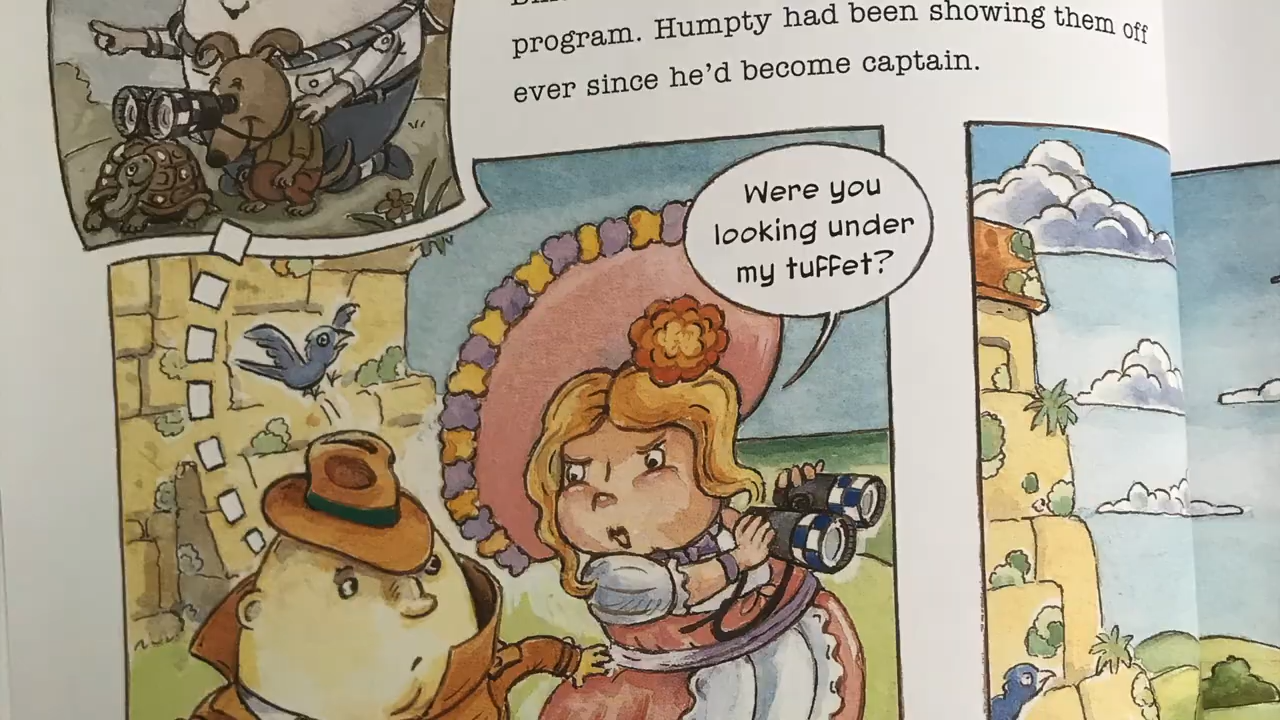 program. Humpty had been showing them off
ever since he'd become captain.
Were you
looking under
my tuffet?